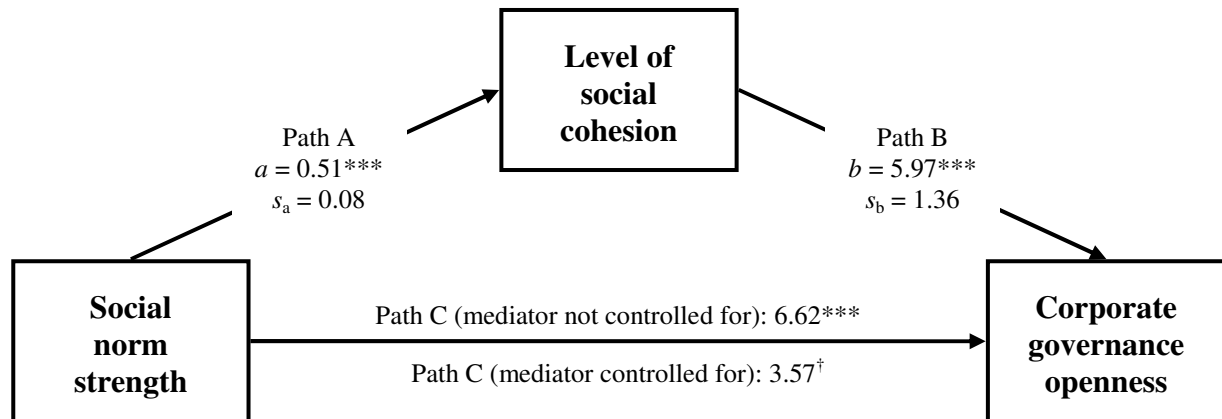 Level of
social
cohesion
Path A
a = 0.51***
sa = 0.08
Path B
b = 5.97***
sb = 1.36
Social
norm
strength
Path C (mediator not controlled for): 6.62***
Path C (mediator controlled for): 3.57†
Corporate
governance
openness